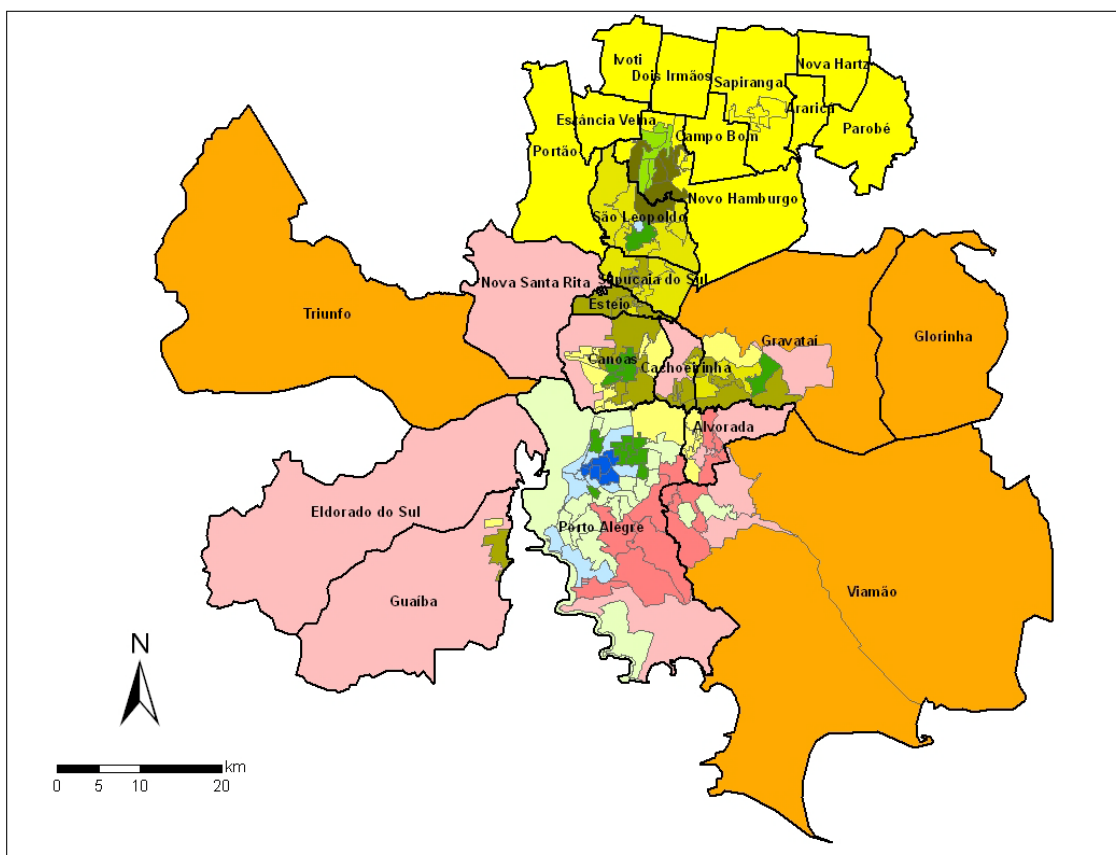 Ivoti
Dois Irmãos
Nova Hartz
Sapiranga
Araricá
Estância Velha
Campo Bom
Parobé
Portão
Novo Hamburgo
São Leopoldo
Nova Santa Rita
Sapucaia do Sul
Esteio
Triunfo
Gravataí
Glorinha
Canoas
Cachoeirinha
Alvorada
Eldorado do Sul
Porto Alegre
Viamão
Guaíba
N
km
0 5 10 20